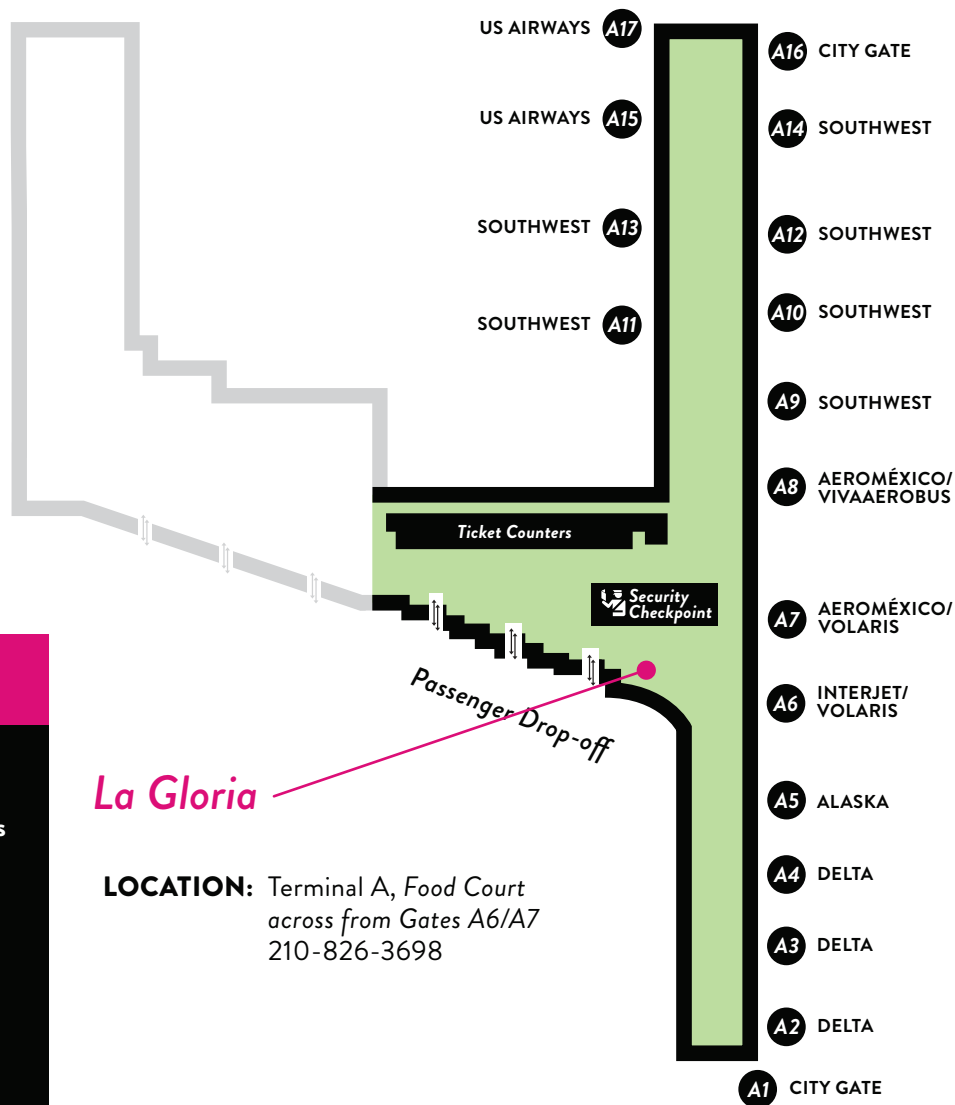 US AIRWAYS A17
A16 CITY GATE
US AIRWAYS A15
A14 SOUTHWEST
SOUTHWEST A13
A12 SOUTHWEST
A10 SOUTHWEST
SOUTHWEST A11
A9 SOUTHWEST
A8 AEROMÉXICO/
VIVAAEROBUS
Ticket Counters
Security
Checkpoint
A7 AEROMÉXICO/
VOLARIS
Passenger Drop-off
A6 INTERJET/
VOLARIS
La Gloria
A5 ALASKA
s
LOCATION: Terminal A, Food Court
across from Gates A6/A7
210-826-3698
A4 DELTA
A3 DELTA
A2 DELTA
A1 CITY GATE